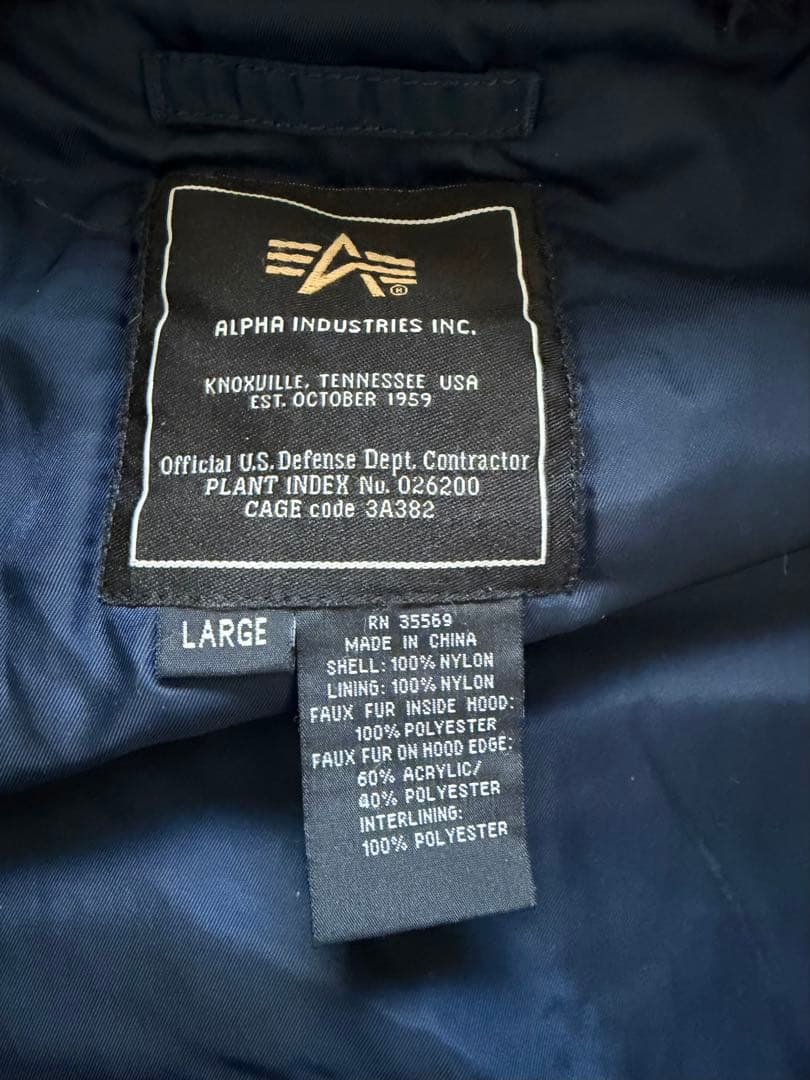 ALPHA INDUSTRIES INC.
KNOXVILLE, TENNESSEE USA
EST. OCTOBER 1959
Official U.S. Defense Dept. Contractor
PLANT INDEX No. 026200
CAGE code 3A382
LARGE
RN 35569
MADE IN CHINA
SHELL: 100% NYLON
LINING: 100% NYLON
FAUX FUR INSIDE HOOD:
100% POLYESTER
FAUX FUR ON HOOD EDGE:
60% ACRYLIC/
40% POLYESTER
INTERLINING:
100% POLYESTER